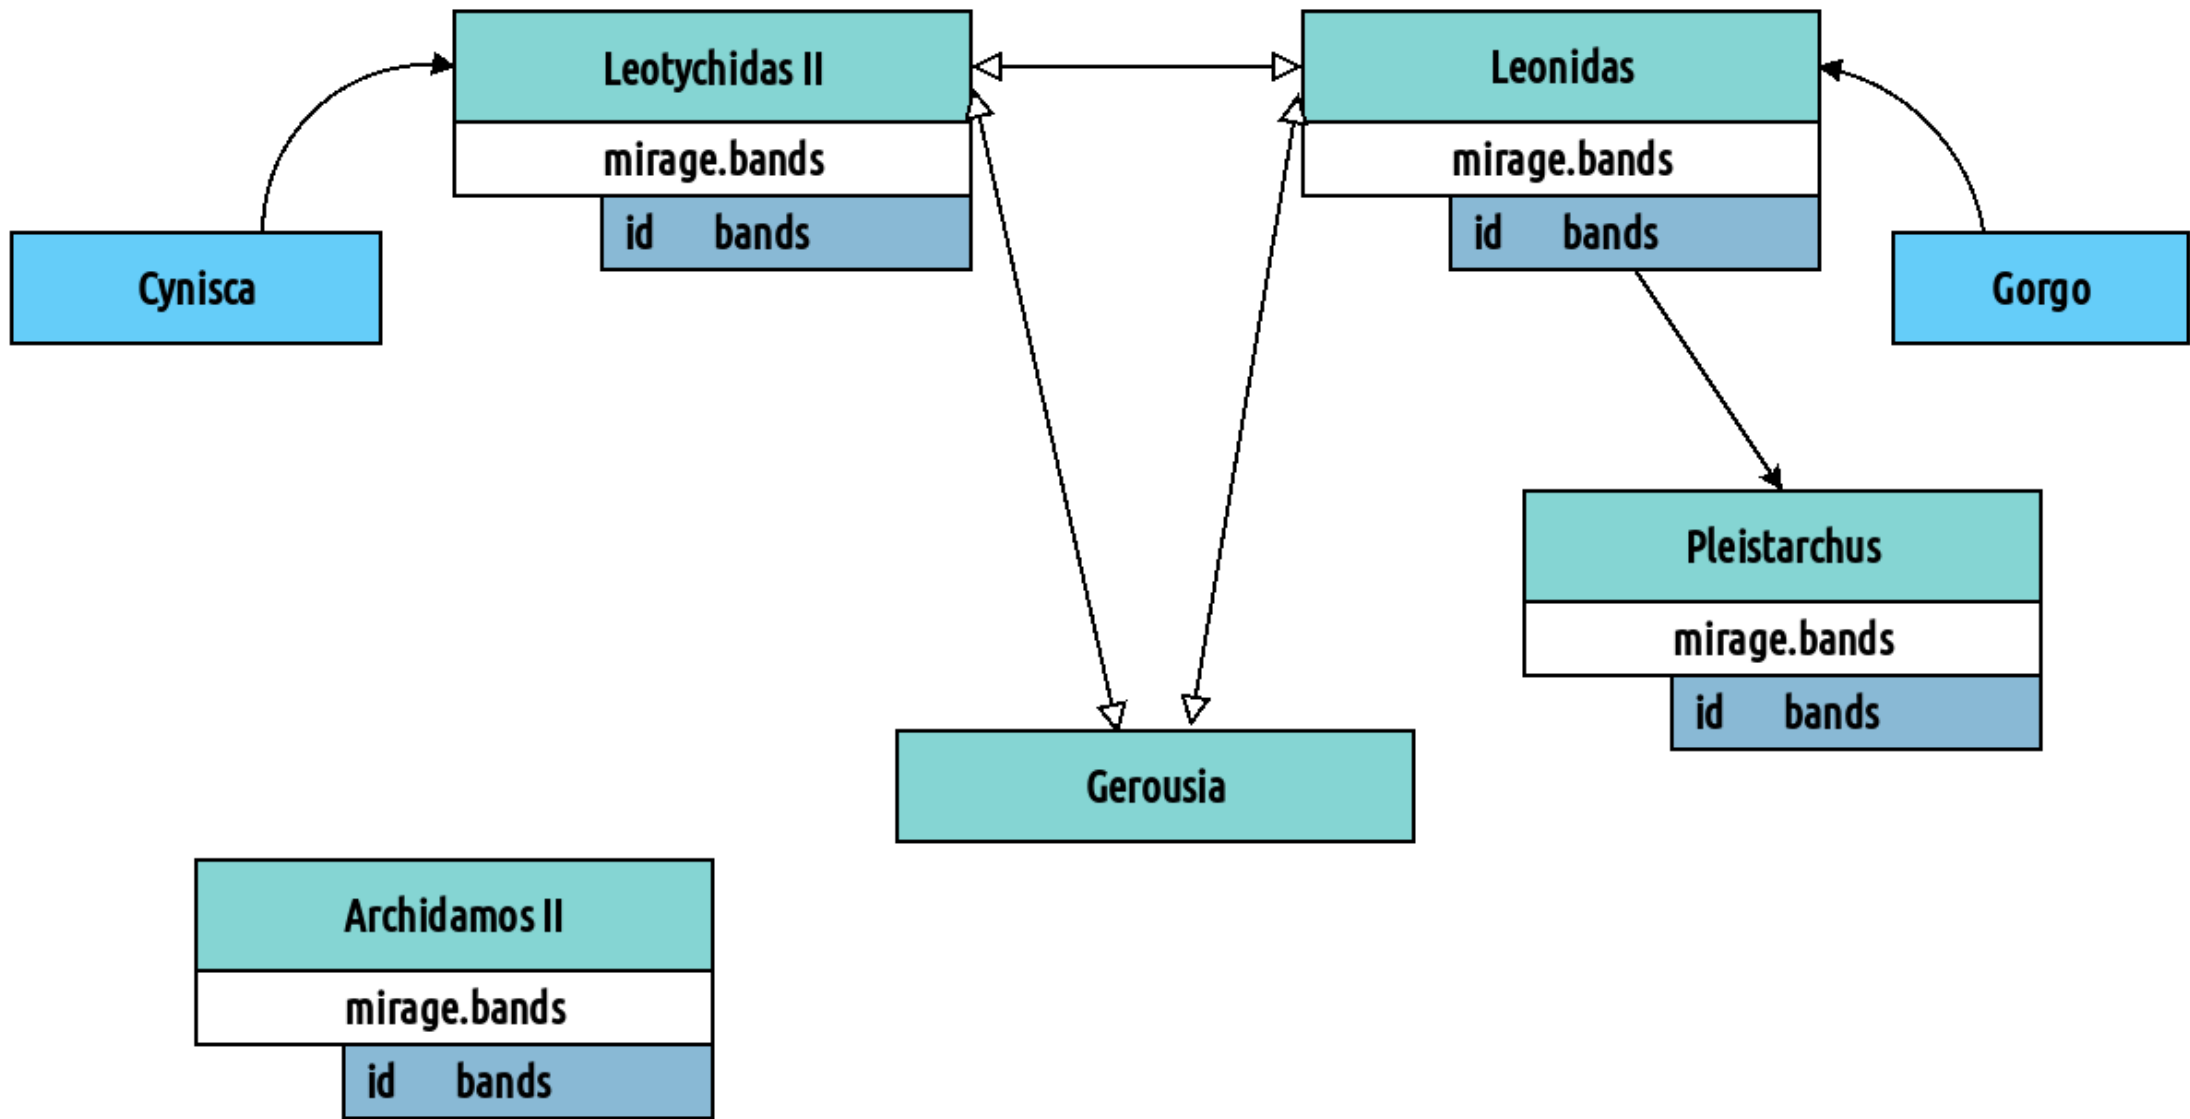 Leotychidas II
mirage.bands
id bands
Leonidas
mirage.bands
id bands
Cynisca
Gorgo
Pleistarchus
mirage.bands
id bands
Gerousia
Archidamos II
mirage.bands
id bands